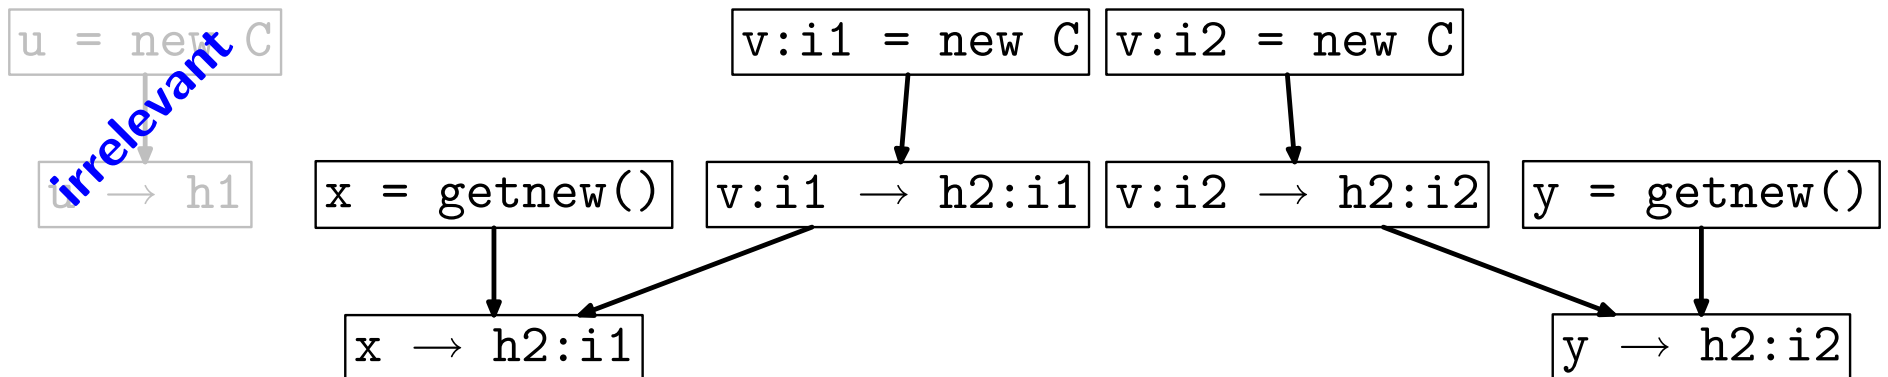 u = new C
v:i1 = new C
v:i2 = new C
irrelevant
u → h1
x = getnew()
v:i1 → h2:i1
v:i2 → h2:i2
y = getnew()
x → h2:i1
y → h2:i2